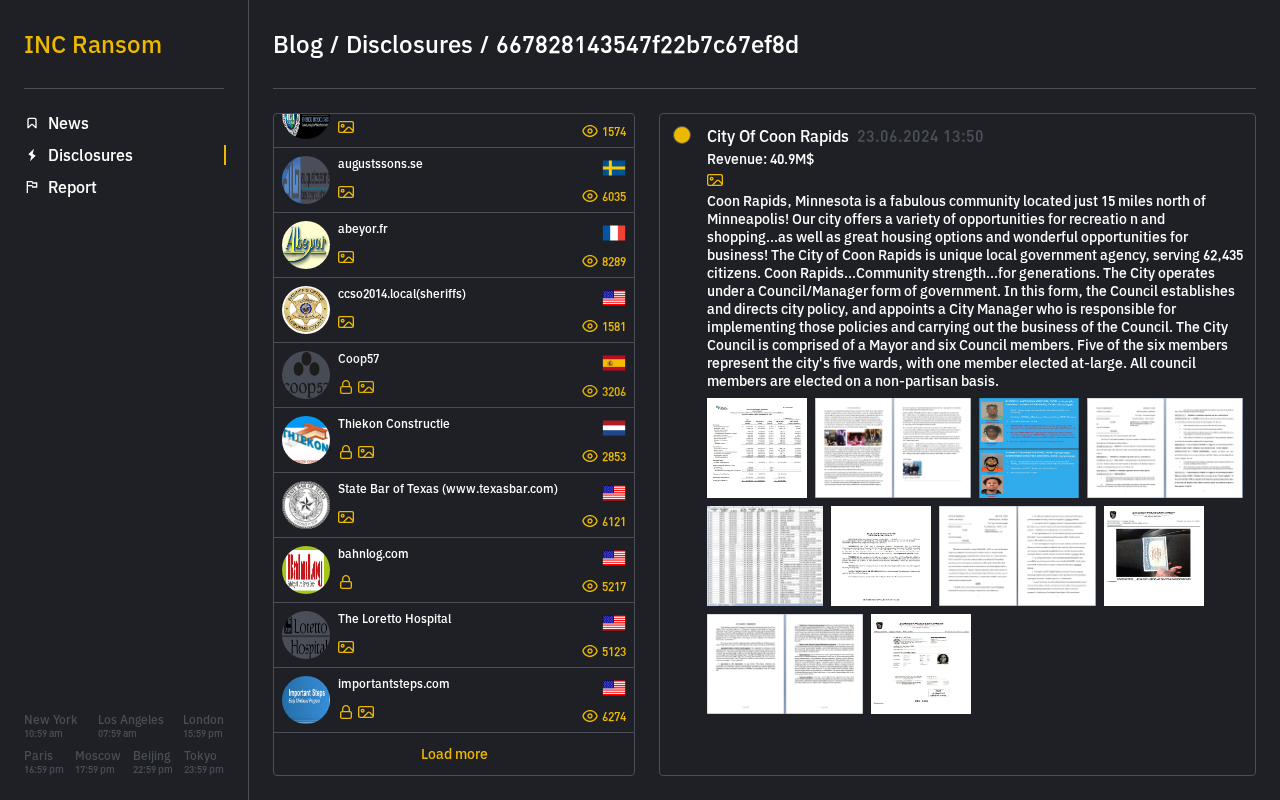 INC Ransom
News
Disclosures
Report
New York
Los Angeles
London
10:59 am
07:59 am
15:59 pm
Paris
Moscow
Beijing
Tokyo
16:59 pm
17:59 pm
22:59 pm
23:59 pm
Blog / Disclosures / 667828143547f22b7c67ef8d
1574
augustssons.se
6035
Abeyor
abeyor.fr
8289
ccso2014.local(sheriffs)
1581
coop57
Coop57
3206
THIEKON
Thiekon Constructie
2853
State Bar of Texas (www.texasbar.com)
6121
bahnlog.com
5217
Loretto
Hospital
The Loretto Hospital
5123
Important Steps
importantsteps.com
6274
Load more
City Of Coon Rapids 23.06.2024 13:50
Revenue: 40.9M$
Coon Rapids, Minnesota is a fabulous community located just 15 miles north of
Minneapolis! Our city offers a variety of opportunities for recreatio n and
shopping...as well as great housing options and wonderful opportunities for
business! The City of Coon Rapids is unique local government agency, serving 62,435
citizens. Coon Rapids...Community strength...for generations. The City operates
under a Council/Manager form of government. In this form, the Council establishes
and directs city policy, and appoints a City Manager who is responsible for
implementing those policies and carrying out the business of the Council. The City
Council is comprised of a Mayor and six Council members. Five of the six members
represent the city's five wards, with one member elected at-large. All council
members are elected on a non-partisan basis.